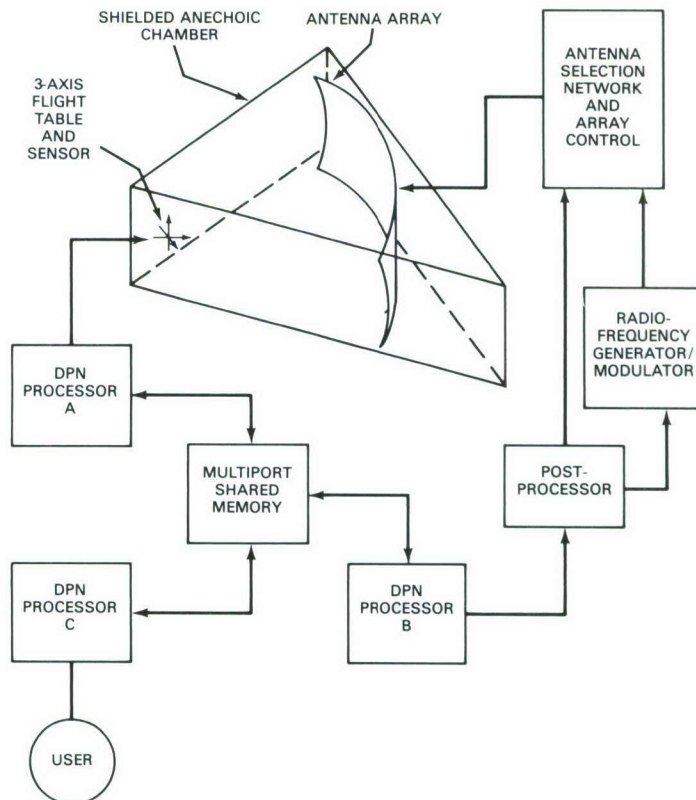 SHIELDED ANECHOIC
CHAMBER
ANTENNA ARRAY
3-AXIS
FLIGHT
TABLE
AND
SENSOR
ANTENNA
SELECTION
NETWORK
AND
ARRAY
CONTROL
RADIO-
FREQUENCY
GENERATOR/
MODULATOR
DPN
PROCESSOR
A
MULTIPORT
SHARED
MEMORY
POST-
PROCESSOR
DPN
PROCESSOR
C
DPN
PROCESSOR
B
USER